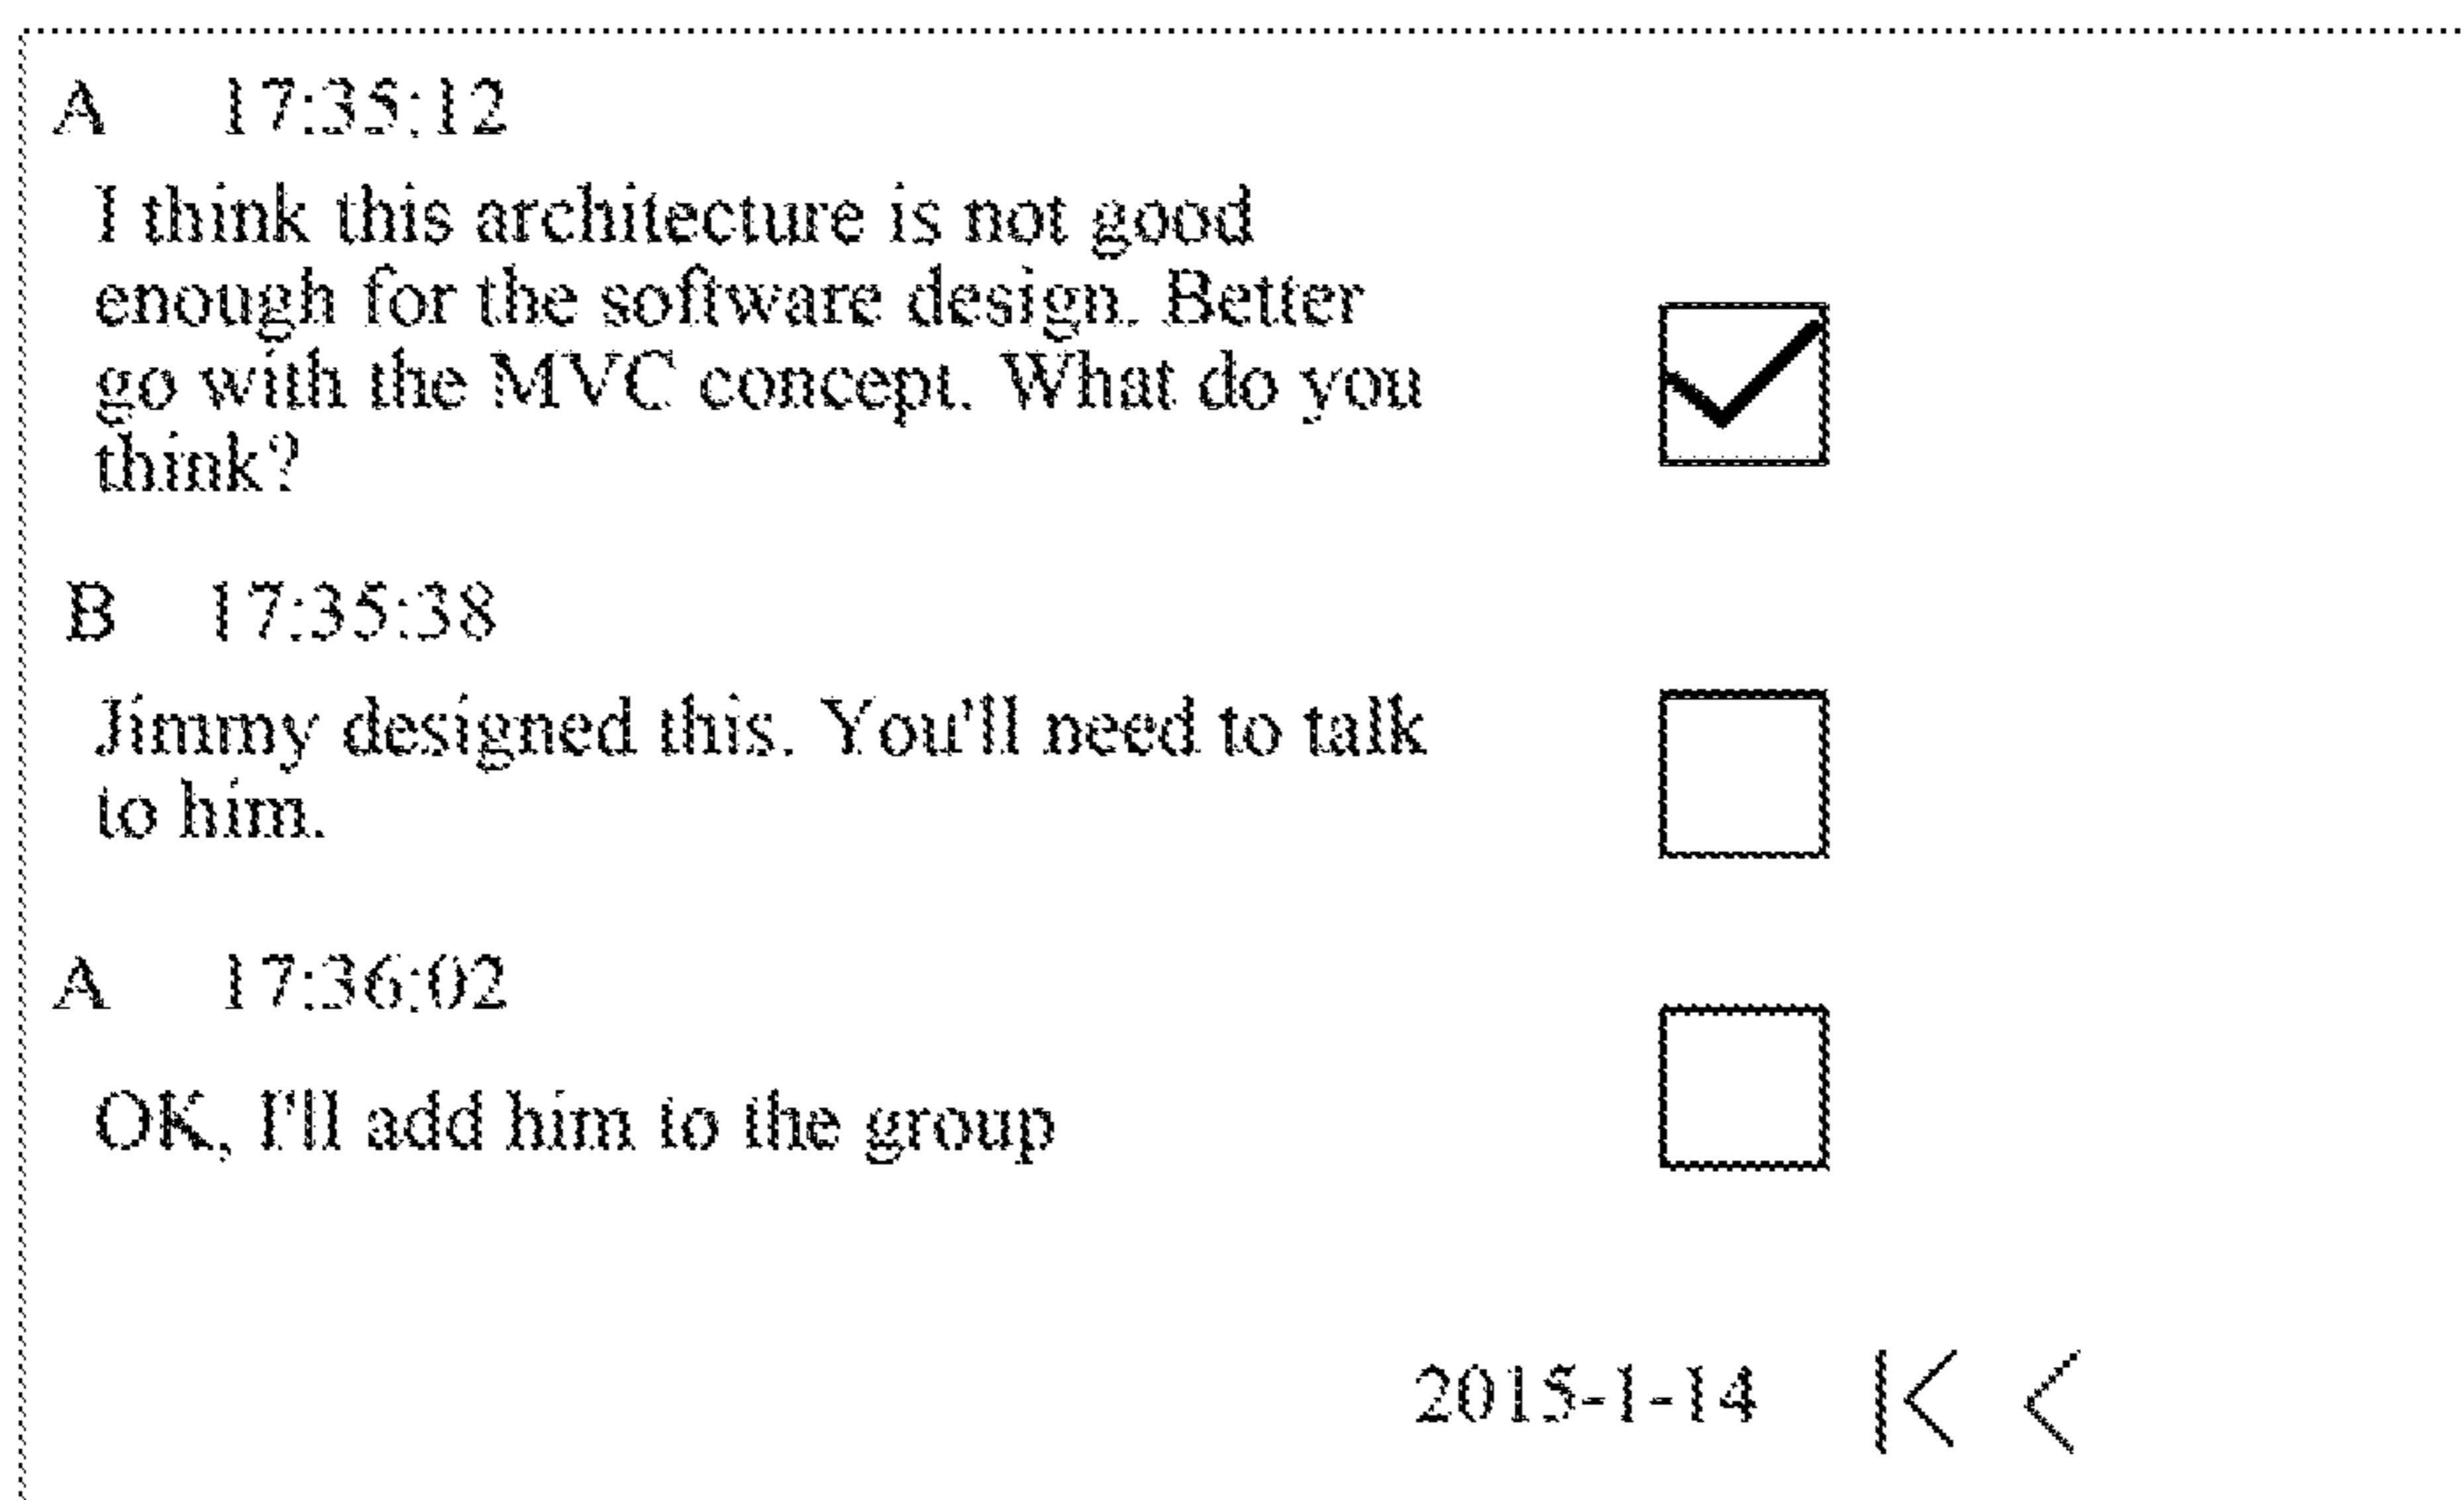 A 17:35:12
I think this architecture is not good
enough for the software design. Better
go with the MVC concept. What do you
think?
B 17:35:38
Jimmy designed this. You'll need to talk
to him.
A 17:36:02
OK, I'll add him to the group
2015-1-14 |< <